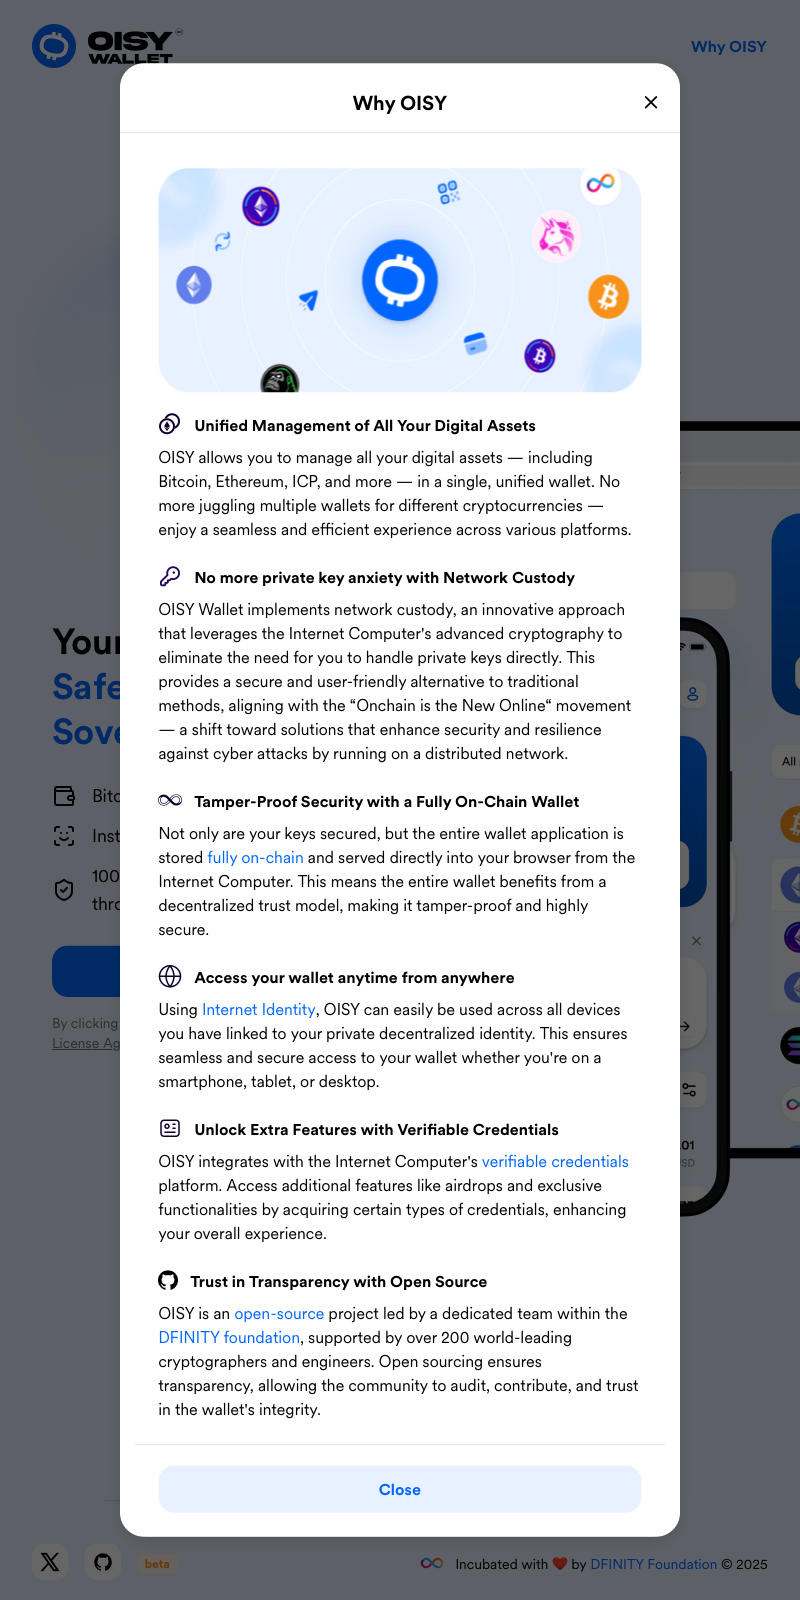 OISY
WALLET
Why OISY
Why OISY
Unified Management of All Your Digital Assets
OISY allows you to manage all your digital assets — including
Bitcoin, Ethereum, ICP, and more — in a single, unified wallet. No
more juggling multiple wallets for different cryptocurrencies —
enjoy a seamless and efficient experience across various platforms.
No more private key anxiety with Network Custody
OISY Wallet implements network custody, an innovative approach
that leverages the Internet Computer's advanced cryptography to
eliminate the need for you to handle private keys directly. This
provides a secure and user-friendly alternative to traditional
methods, aligning with the “Onchain is the New Online“ movement
— a shift toward solutions that enhance security and resilience
against cyber attacks by running on a distributed network.
Tamper-Proof Security with a Fully On-Chain Wallet
Not only are your keys secured, but the entire wallet application is
stored fully on-chain and served directly into your browser from the
Internet Computer. This means the entire wallet benefits from a
decentralized trust model, making it tamper-proof and highly
secure.
Access your wallet anytime from anywhere
Using Internet Identity, OISY can easily be used across all devices
you have linked to your private decentralized identity. This ensures
seamless and secure access to your wallet whether you're on a
smartphone, tablet, or desktop.
Unlock Extra Features with Verifiable Credentials
OISY integrates with the Internet Computer's verifiable credentials
platform. Access additional features like airdrops and exclusive
functionalities by acquiring certain types of credentials, enhancing
your overall experience.
Trust in Transparency with Open Source
OISY is an open-source project led by a dedicated team within the
DFINITY foundation, supported by over 200 world-leading
cryptographers and engineers. Open sourcing ensures
transparency, allowing the community to audit, contribute, and trust
in the wallet's integrity.
Close
Your
Safe
Sove
Bitc
Inst
100
thro
By clicking
License Ag
All
.01
SD
beta
Incubated with ❤️ by DFINITY Foundation © 2025